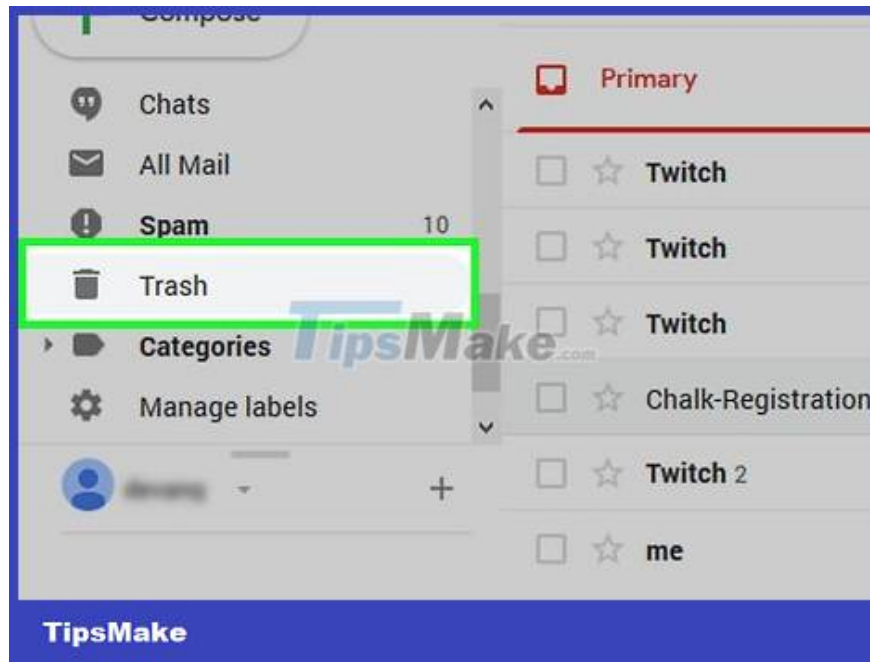 Compose
Chats
All Mail
Spam 10
Trash
Categories
Manage labels
Primary
Twitch
Twitch
Twitch
Chalk-Registration
Twitch 2
me
TipsMake.com
TipsMake